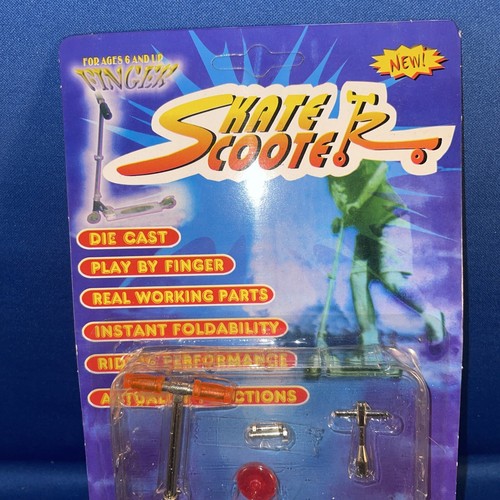 FOR AGES 6 AND UP
FINGER
NEW!
SKATE
SCOOTER
DIE CAST
PLAY BY FINGER
REAL WORKING PARTS
INSTANT FOLDABILITY
PERFORMANCE